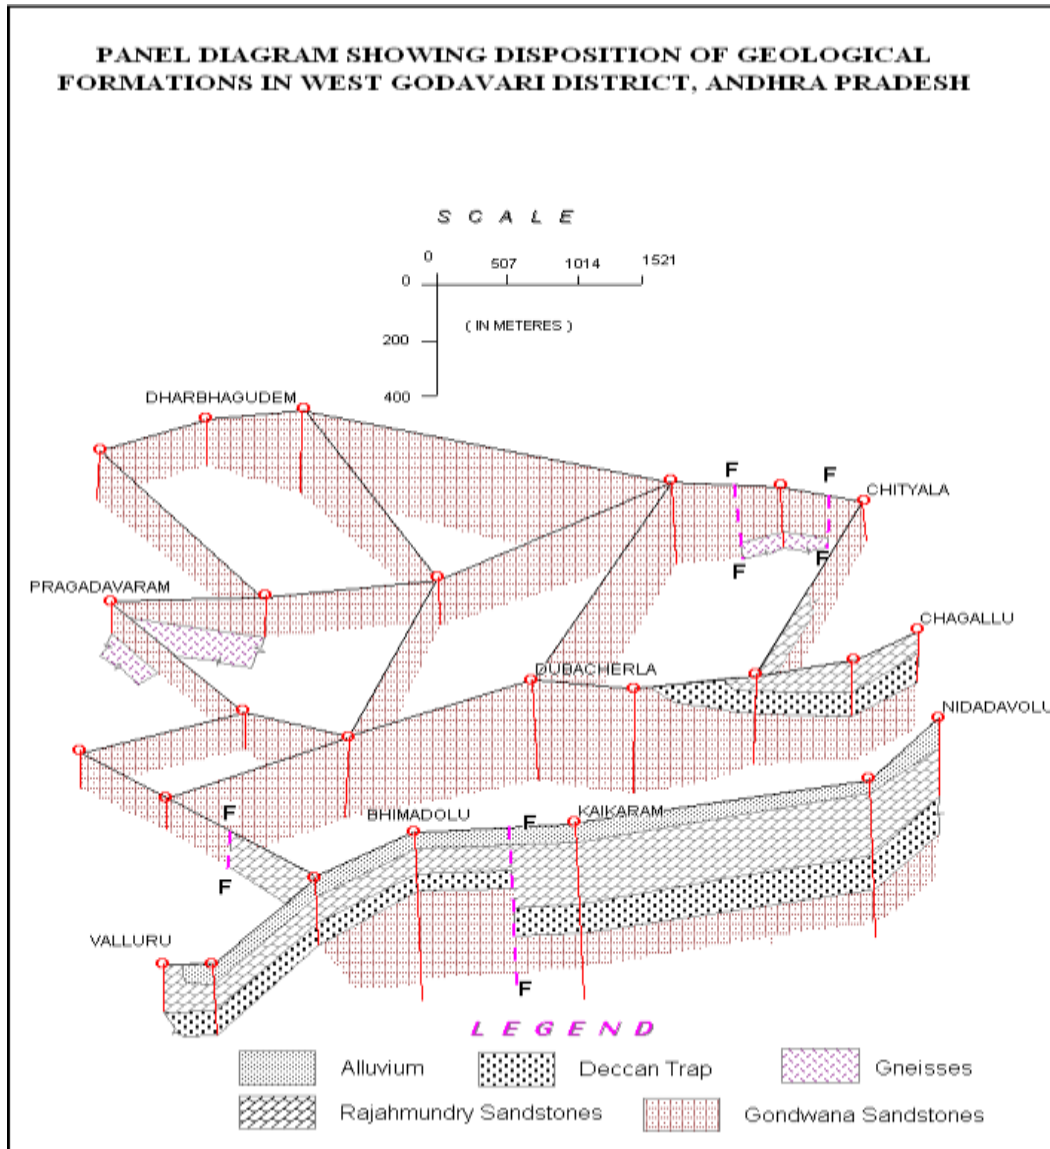 PANEL DIAGRAM SHOWING DISPOSITION OF GEOLOGICAL
FORMATIONS IN WEST GODAVARI DISTRICT, ANDHRA PRADESH
S C A L E
0 507 1014 1521
0
( IN METERES )
200
400
DHARBHAGUDEM
F F
CHITYALA
F F
PRAGADAVARAM
CHAGALLU
DUBACHERLA
NIDADAVOLU
F
BHIMADOLU F KAIKARAM
F
VALLURU
F
L E G E N D
Alluvium Deccan Trap Gneisses
Rajahmundry Sandstones Gondwana Sandstones